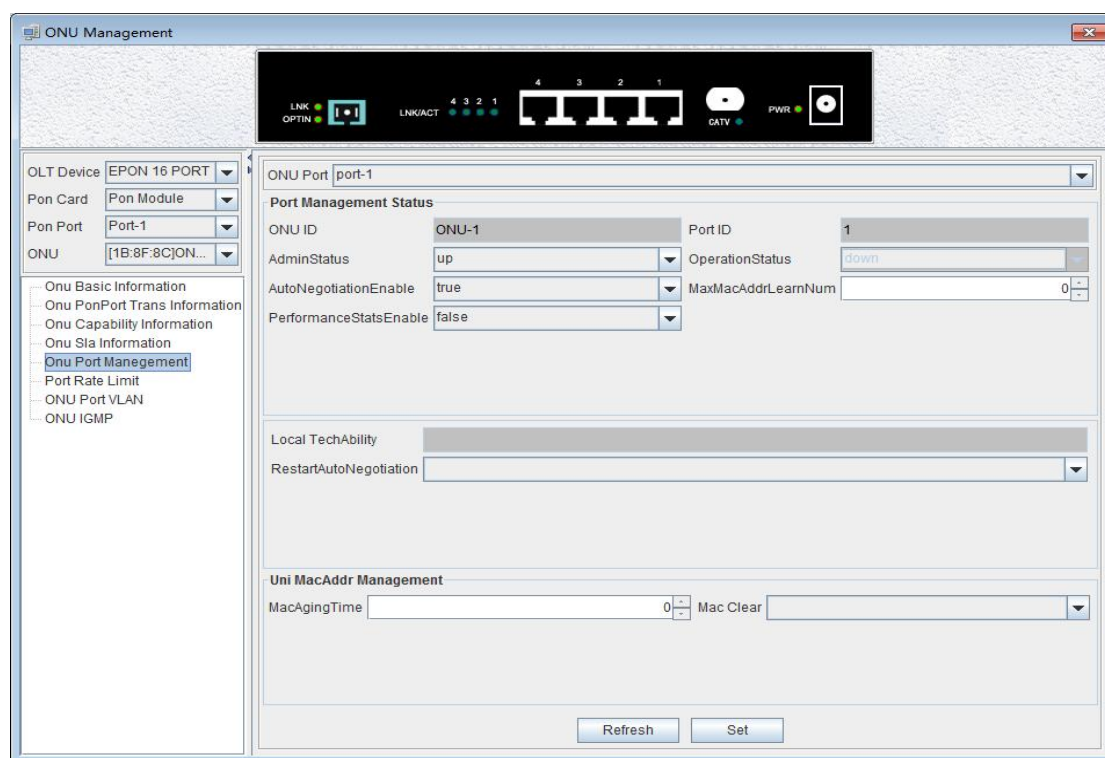 ONU Management
4 3 2 1
LNK
OPTIN
LNK/ACT
4 3 2 1
CATV
PWR
OLT Device EPON 16 PORT
Pon Card Pon Module
Pon Port Port-1
ONU [1B:8F:8C]ON...
Onu Basic Information
Onu PonPort Trans Information
Onu Capability Information
Onu Sla Information
Onu Port Manegement
Port Rate Limit
ONU Port VLAN
ONU IGMP
ONU Port port-1
Port Management Status
ONU ID ONU-1 Port ID 1
AdminStatus up OperationStatus down
AutoNegotiationEnable true MaxMacAddrLearnNum 0
PerformanceStatsEnable false
Local TechAbility
RestartAutoNegotiation
Uni MacAddr Management
MacAgingTime 0 Mac Clear
Refresh Set